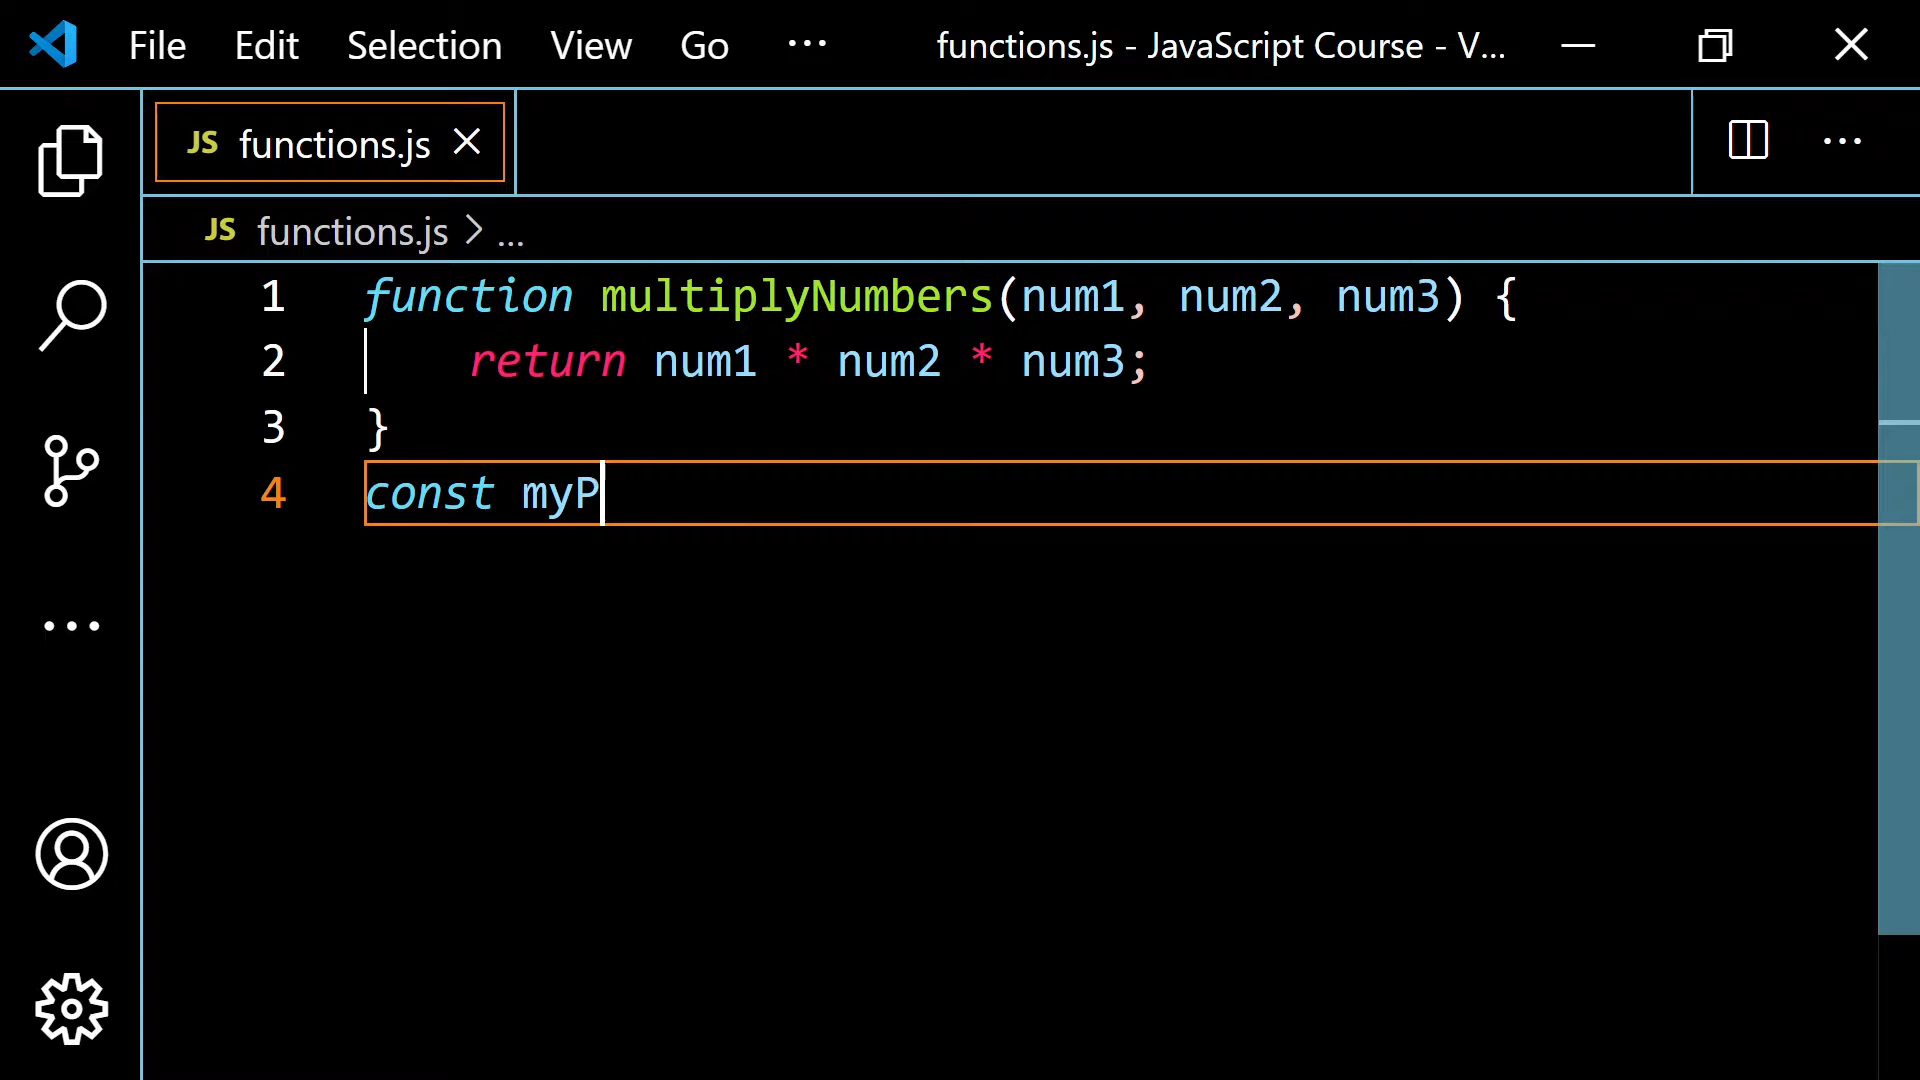 File Edit Selection View Go ... functions.js - JavaScript Course - V...
JS functions.js
JS functions.js > ...
1 function multiplyNumbers(num1, num2, num3) {
2 return num1 * num2 * num3;
3 }
4 const myP